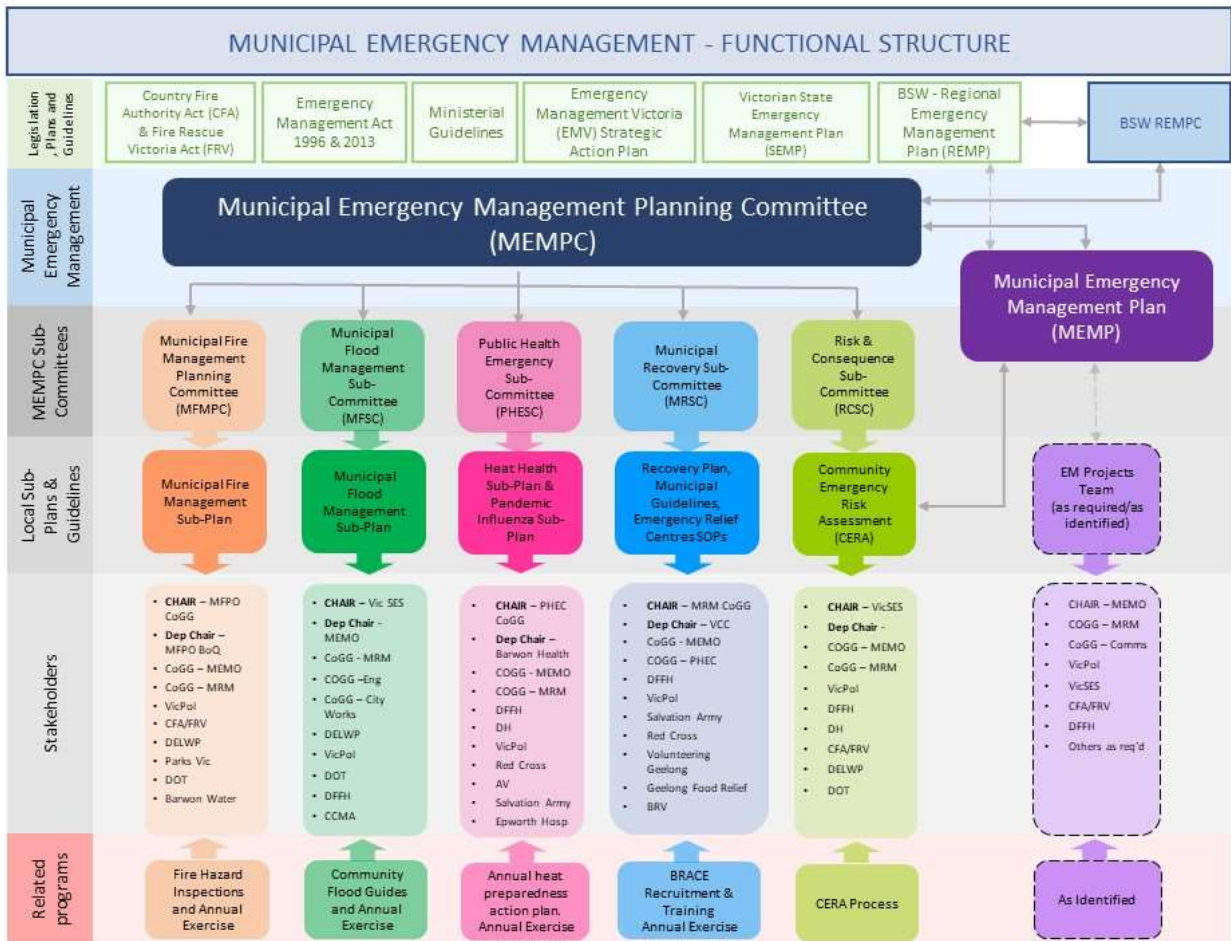 MUNICIPAL EMERGENCY MANAGEMENT - FUNCTIONAL STRUCTURE
Legislation
, Plans and
Guidelines
Country Fire
Authority Act (CFA)
& Fire Rescue
Victoria Act (FRV)
Emergency
Management Act
1996 & 2013
Ministerial
Guidelines
Emergency
Management Victoria
(EMV) Strategic
Action Plan
Victorian State
Emergency
Management Plan
(SEMP)
BSW - Regional
Emergency
Management
Plan (REMP)
BSW REMPC
Municipal
Emergency
Management
Municipal Emergency Management Planning Committee
(MEMPC)
Municipal Emergency
Management Plan
(MEMP)
MEMPC Sub-
Committees
Municipal Fire
Management
Planning
Committee
(MFMPC)
Municipal
Flood
Management
Sub-
Committee
(MFSC)
Public Health
Emergency
Sub-
Committee
(PHESC)
Municipal
Recovery Sub-
Committee
(MRSC)
Risk &
Consequence
Sub-
Committee
(RCSC)
Local Sub-
Plans &
Guidelines
Municipal Fire
Management
Sub-Plan
Municipal
Flood
Management
Sub-Plan
Heat Health
Sub-Plan &
Pandemic
Influenza Sub-
Plan
Recovery Plan,
Municipal
Guidelines,
Emergency Relief
Centres SOPs
Community
Emergency
Risk
Assessment
(CERA)
EM Projects
Team
(as required/as
identified)
Stakeholders
• CHAIR – MFPO
CoGG
• Dep Chair –
MFPO BoQ
• CoGG – MEMO
• CoGG – MRM
• VicPol
• CFA/FRV
• DELWP
• Parks Vic
• DOT
• Barwon Water
• CHAIR – Vic SES
• Dep Chair -
MEMO
• CoGG - MRM
• COGG –Eng
• CoGG – City
Works
• DELWP
• VicPol
• DOT
• DFFH
• CCMA
• CHAIR – PHEC
CoGG
• Dep Chair –
Barwon Health
• COGG - MEMO
• COGG – MRM
• DFFH
• DH
• VicPol
• Red Cross
• AV
• Salvation Army
• Epworth Hosp
• CHAIR – MRM CoGG
• Dep Chair – VCC
• CoGG - MEMO
• COGG – PHEC
• DFFH
• VicPol
• Salvation Army
• Red Cross
• Volunteering
Geelong
• Geelong Food Relief
• BRV
• CHAIR – VicSES
• Dep Chair -
• COGG – MEMO
• CoGG – MRM
• VicPol
• DFFH
• DH
• CFA/FRV
• DELWP
• DOT
• CHAIR – MEMO
• COGG – MRM
• CoGG – Comms
• VicPol
• VicSES
• CFA/FRV
• DFFH
• Others as req'd
Related
programs
Fire Hazard
Inspections
and Annual
Exercise
Community
Flood Guides
and Annual
Exercise
Annual heat
preparedness
action plan.
Annual Exercise
BRACE
Recruitment &
Training
Annual Exercise
CERA Process
As Identified